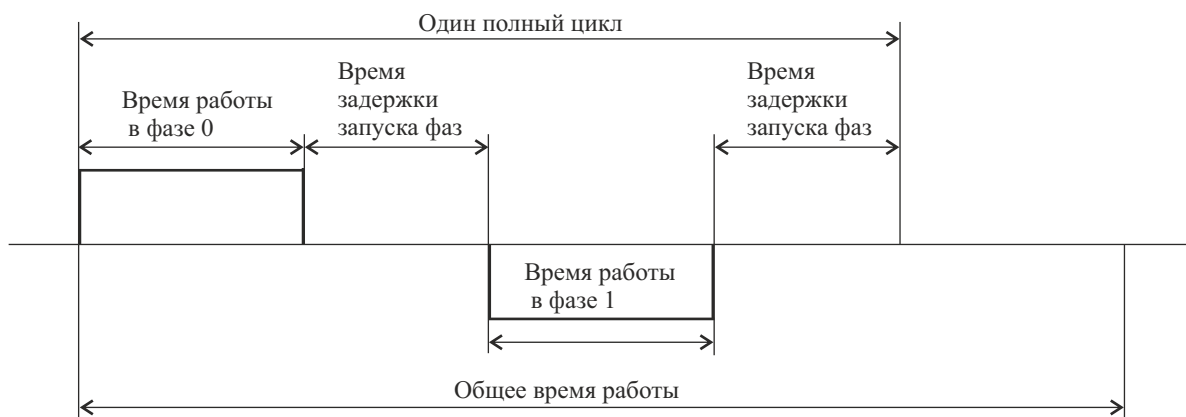 Один полный цикл
Время работы
в фазе 0
Время
задержки
запуска фаз
Время
задержки
запуска фаз
Время работы
в фазе 1
Общее время работы